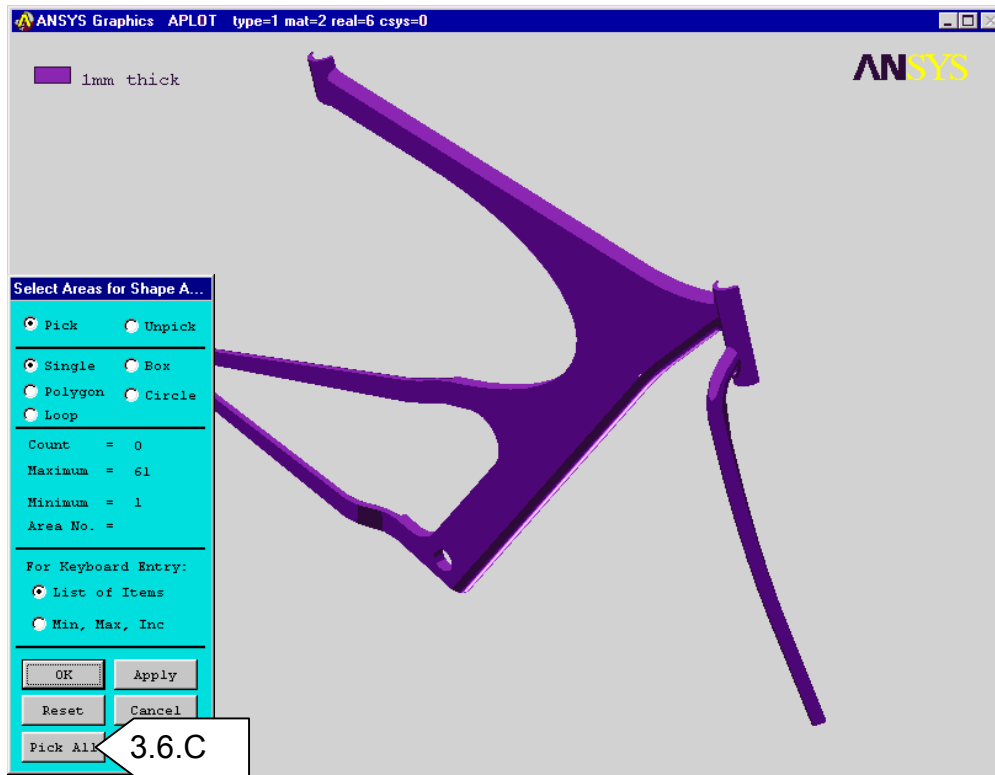 ANSYS Graphics APLOT type=1 mat=2 real=6 csys=0
1mm thick
ANSYS
Select Areas for Shape A...
Pick Unpick
Single Box
Polygon Circle
Loop
Count = 0
Maximum = 61
Minimum = 1
Area No. =
For Keyboard Entry:
List of Items
Min, Max, Inc
OK Apply
Reset Cancel
Pick All 3.6.C